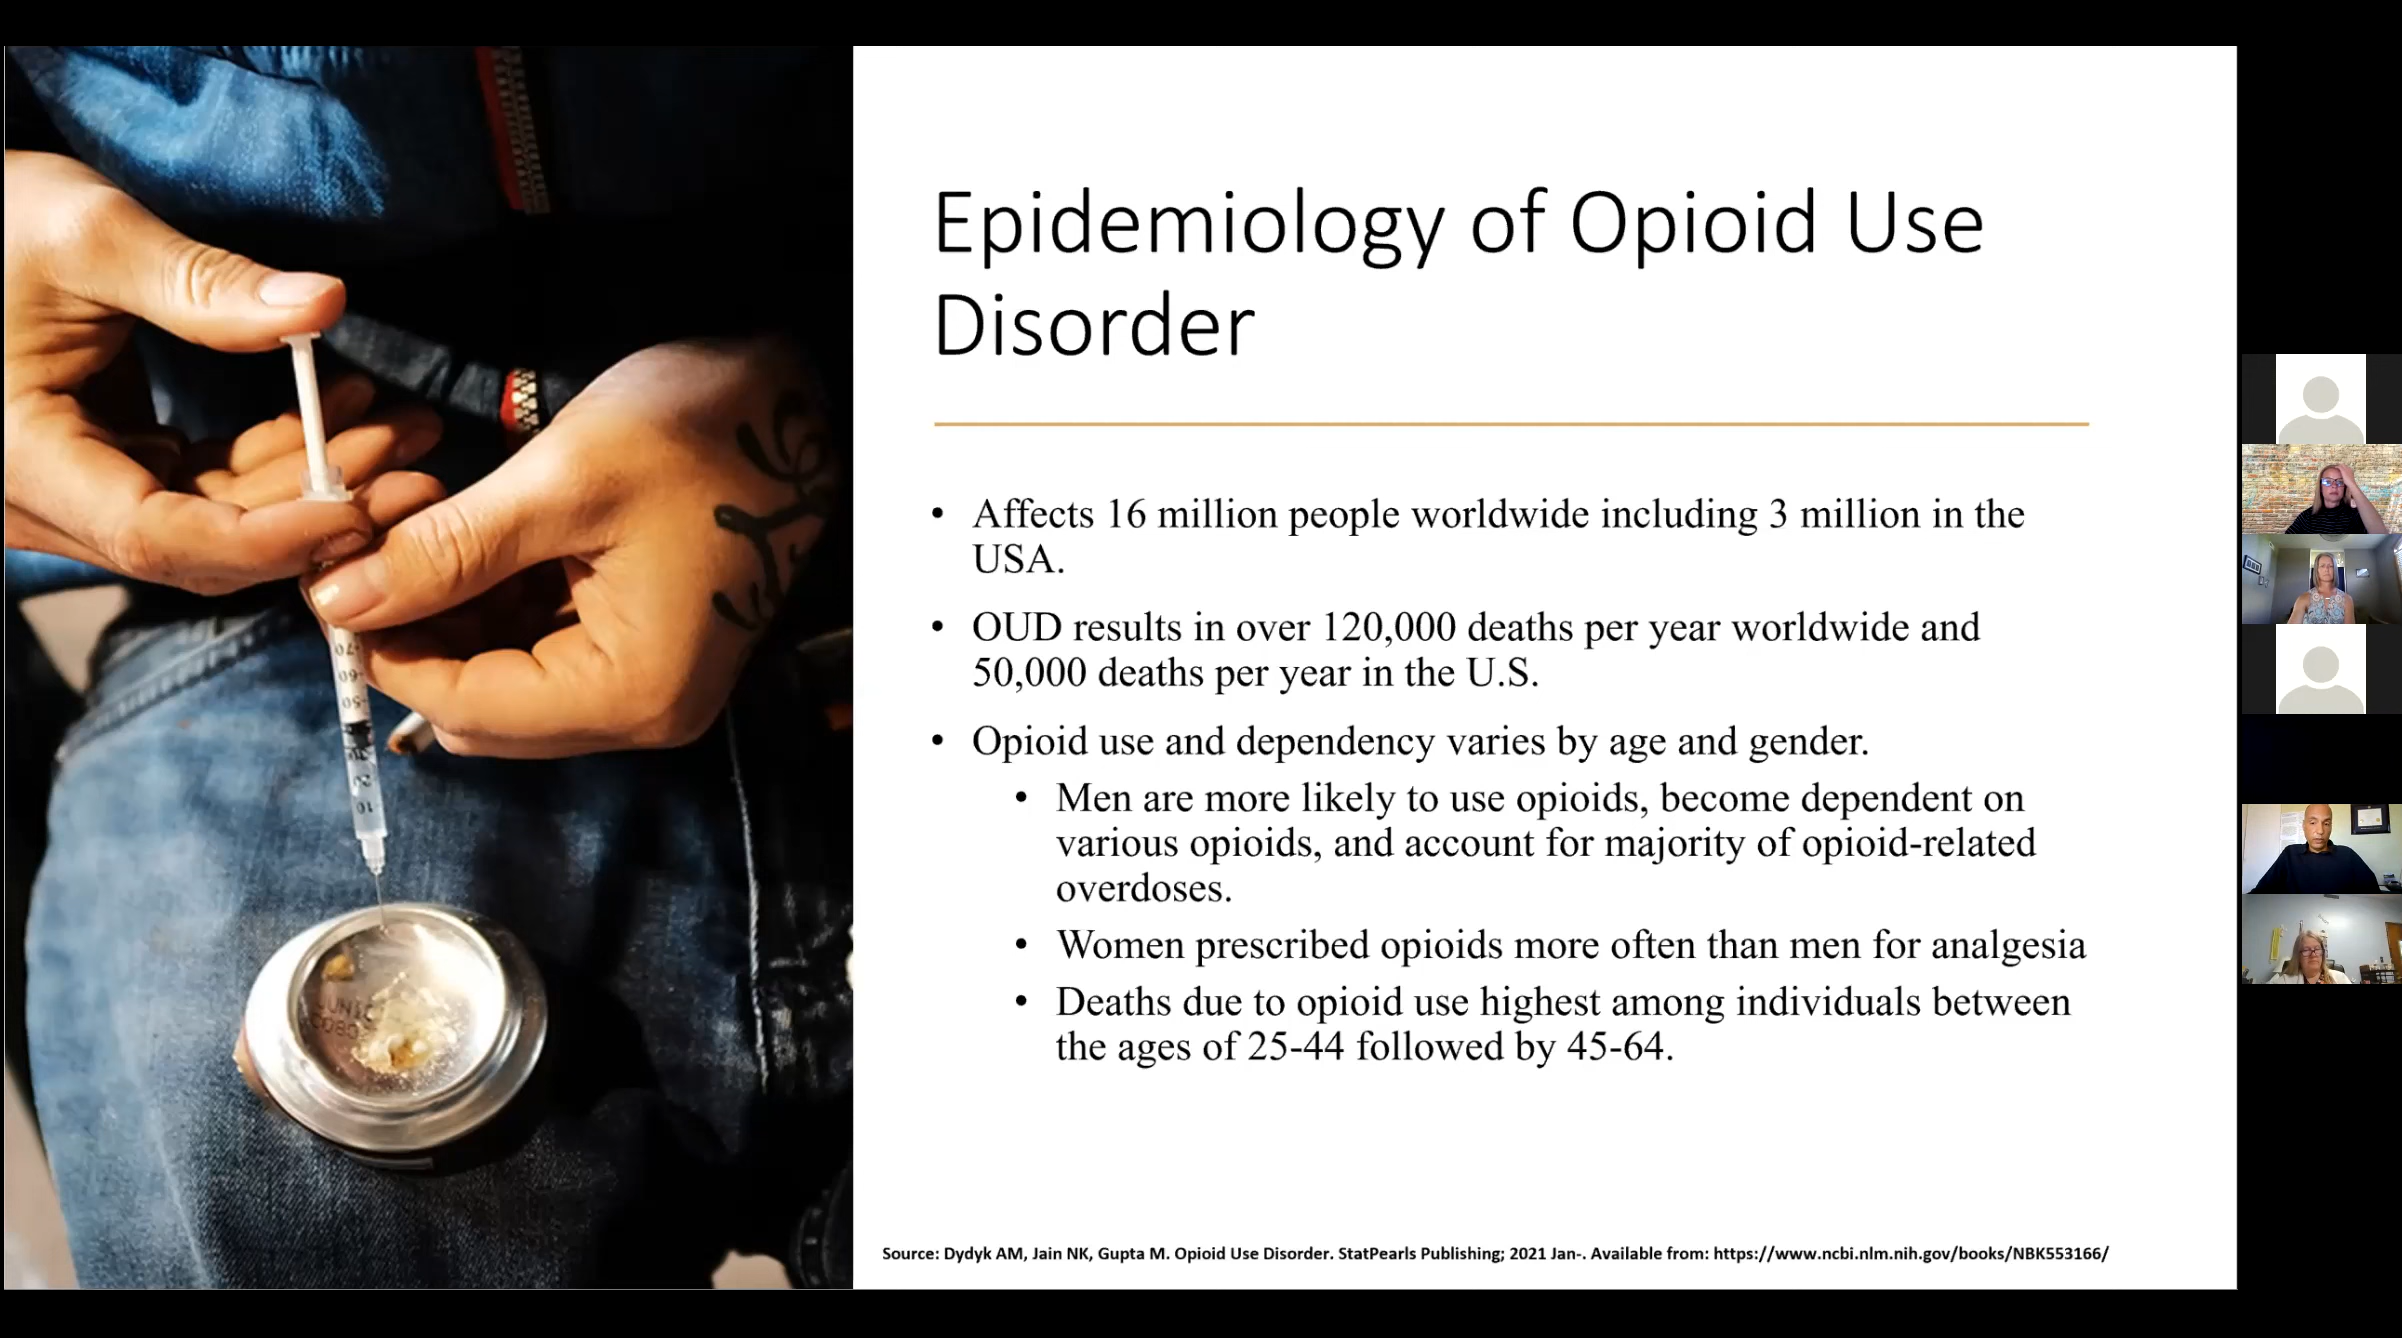 Epidemiology of Opioid Use
Disorder
• Affects 16 million people worldwide including 3 million in the
USA.
• OUD results in over 120,000 deaths per year worldwide and
50,000 deaths per year in the U.S.
• Opioid use and dependency varies by age and gender.
• Men are more likely to use opioids, become dependent on
various opioids, and account for majority of opioid-related
overdoses.
• Women prescribed opioids more often than men for analgesia
• Deaths due to opioid use highest among individuals between
the ages of 25-44 followed by 45-64.
Source: Dydyk AM, Jain NK, Gupta M. Opioid Use Disorder. StatPearls Publishing; 2021 Jan-. Available from: https://www.ncbi.nlm.nih.gov/books/NBK553166/
70
60
50
10